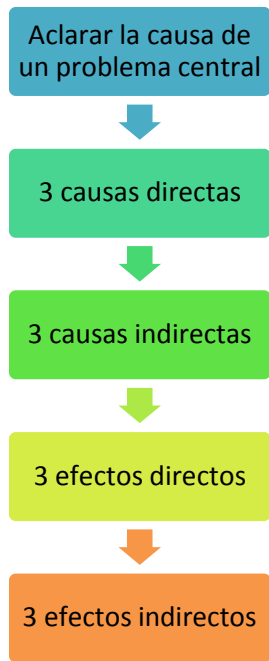 Aclarar la causa de
un problema central
3 causas directas
3 causas indirectas
3 efectos directos
3 efectos indirectos